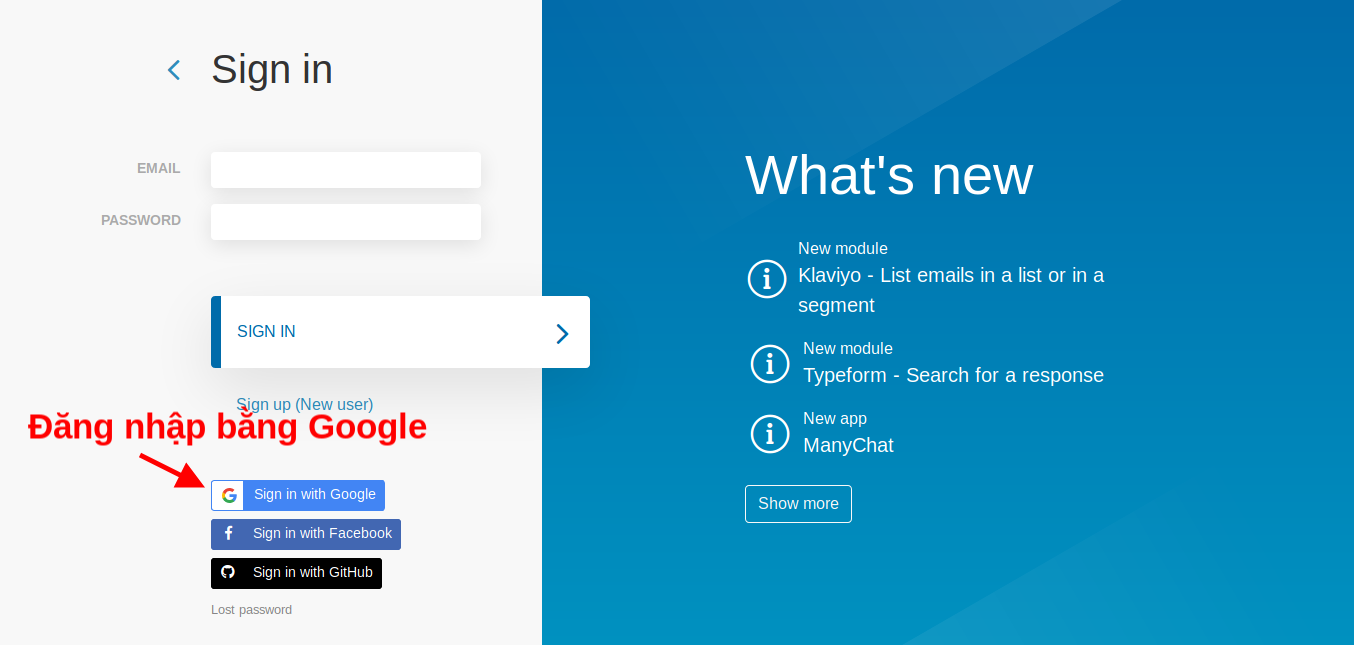 Sign in
EMAIL
PASSWORD
SIGN IN
Sign up (New user)
Đăng nhập bằng Google
Sign in with Google
Sign in with Facebook
Sign in with GitHub
Lost password
What's new
New module
Klaviyo - List emails in a list or in a
segment
New module
Typeform - Search for a response
New app
ManyChat
Show more